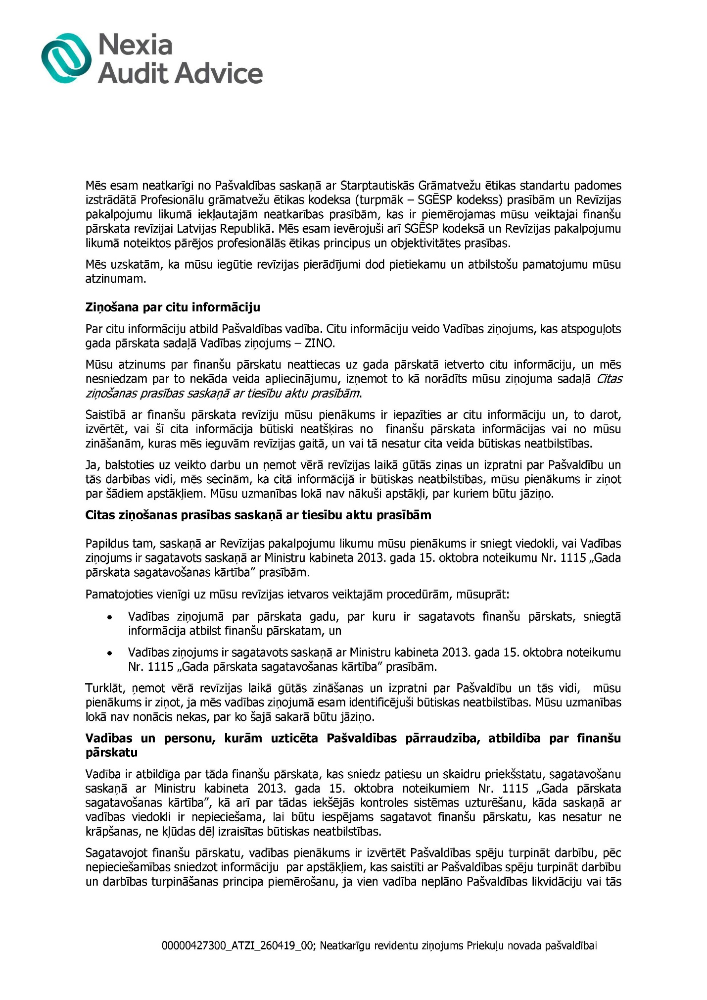 Nexia
Audit Advice
Mēs esam neatkarīgi no Pašvaldības saskaņā ar Starptautiskās Grāmatvežu ētikas standartu padomes
izstrādātā Profesionālu grāmatvežu ētikas kodeksa (turpmāk – SGĒSP kodekss) prasībām un Revīzijas
pakalpojumu likumā iekļautajām neatkarības prasībām, kas ir piemērojamas mūsu veiktajai finanšu
pārskata revīzijai Latvijas Republikā. Mēs esam ievērojuši arī SGĒSP kodeksā un Revīzijas pakalpojumu
likumā noteiktos pārējos profesionālās ētikas principus un objektivitātes prasības.
Mēs uzskatām, ka mūsu iegūtie revīzijas pierādījumi dod pietiekamu un atbilstošu pamatojumu mūsu
atzinumam.
Ziņošana par citu informāciju
Par citu informāciju atbild Pašvaldības vadība. Citu informāciju veido Vadības ziņojums, kas atspoguļots
gada pārskata sadaļā Vadības ziņojums – ZINO.
Mūsu atzinums par finanšu pārskatu neattiecas uz gada pārskatā ietverto citu informāciju, un mēs
nesniedzam par to nekāda veida apliecinājumu, izņemot to kā norādīts mūsu ziņojuma sadaļā Citas
ziņošanas prasības saskaņā ar tiesību aktu prasībām.
Saistībā ar finanšu pārskata revīziju mūsu pienākums ir iepazīties ar citu informāciju un, to darot,
izvērtēt, vai šī cita informācija būtiski neatšķiras no  finanšu pārskata informācijas vai no mūsu
zināšanām, kuras mēs ieguvām revīzijas gaitā, un vai tā nesatur cita veida būtiskas neatbilstības.
Ja, balstoties uz veikto darbu un ņemot vērā revīzijas laikā gūtās ziņas un izpratni par Pašvaldību un
tās darbības vidi, mēs secinām, ka citā informācijā ir būtiskas neatbilstības, mūsu pienākums ir ziņot
par šādiem apstākļiem. Mūsu uzmanības lokā nav nākuši apstākļi, par kuriem būtu jāziņo.
Citas ziņošanas prasības saskaņā ar tiesību aktu prasībām
Papildus tam, saskaņā ar Revīzijas pakalpojumu likumu mūsu pienākums ir sniegt viedokli, vai Vadības
ziņojums ir sagatavots saskaņā ar Ministru kabineta 2013. gada 15. oktobra noteikumu Nr. 1115 „Gada
pārskata sagatavošanas kārtība” prasībām.
Pamatojoties vienīgi uz mūsu revīzijas ietvaros veiktajām procedūrām, mūsuprāt:
• Vadības ziņojumā par pārskata gadu, par kuru ir sagatavots finanšu pārskats, sniegtā
informācija atbilst finanšu pārskatam, un
• Vadības ziņojums ir sagatavots saskaņā ar Ministru kabineta 2013. gada 15. oktobra noteikumu
Nr. 1115 „Gada pārskata sagatavošanas kārtība” prasībām.
Turklāt, ņemot vērā revīzijas laikā gūtās zināšanas un izpratni par Pašvaldību un tās vidi,  mūsu
pienākums ir ziņot, ja mēs vadības ziņojumā esam identificējuši būtiskas neatbilstības. Mūsu uzmanības
lokā nav nonācis nekas, par ko šajā sakarā būtu jāziņo.
Vadības un personu, kurām uzticēta Pašvaldības pārraudzība, atbildība par finanšu
pārskatu
Vadība ir atbildīga par tāda finanšu pārskata, kas sniedz patiesu un skaidru priekšstatu, sagatavošanu
saskaņā ar Ministru kabineta 2013. gada 15. oktobra noteikumiem Nr. 1115 „Gada pārskata
sagatavošanas kārtība”, kā arī par tādas iekšējās kontroles sistēmas uzturēšanu, kāda saskaņā ar
vadības viedokli ir nepieciešama, lai būtu iespējams sagatavot finanšu pārskatu, kas nesatur ne
krāpšanas, ne kļūdas dēļ izraisītas būtiskas neatbilstības.
Sagatavojot finanšu pārskatu, vadības pienākums ir izvērtēt Pašvaldības spēju turpināt darbību, pēc
nepieciešamības sniedzot informāciju  par apstākļiem, kas saistīti ar Pašvaldības spēju turpināt darbību
un darbības turpināšanas principa piemērošanu, ja vien vadība neplāno Pašvaldības likvidāciju vai tās
00000427300_ATZI_260419_00; Neatkarīgu revidentu ziņojums Priekuļu novada pašvaldībai